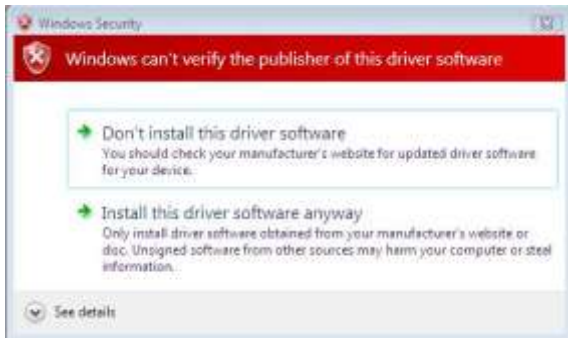 Windows Security
Windows can't verify the publisher of this driver software
Don't install this driver software
You should check your manufacturer's website for updated driver software
for your device.
Install this driver software anyway
Only install driver software obtained from your manufacturer's website or
disc. Unsigned software from other sources may harm your computer or steal
information.
See details